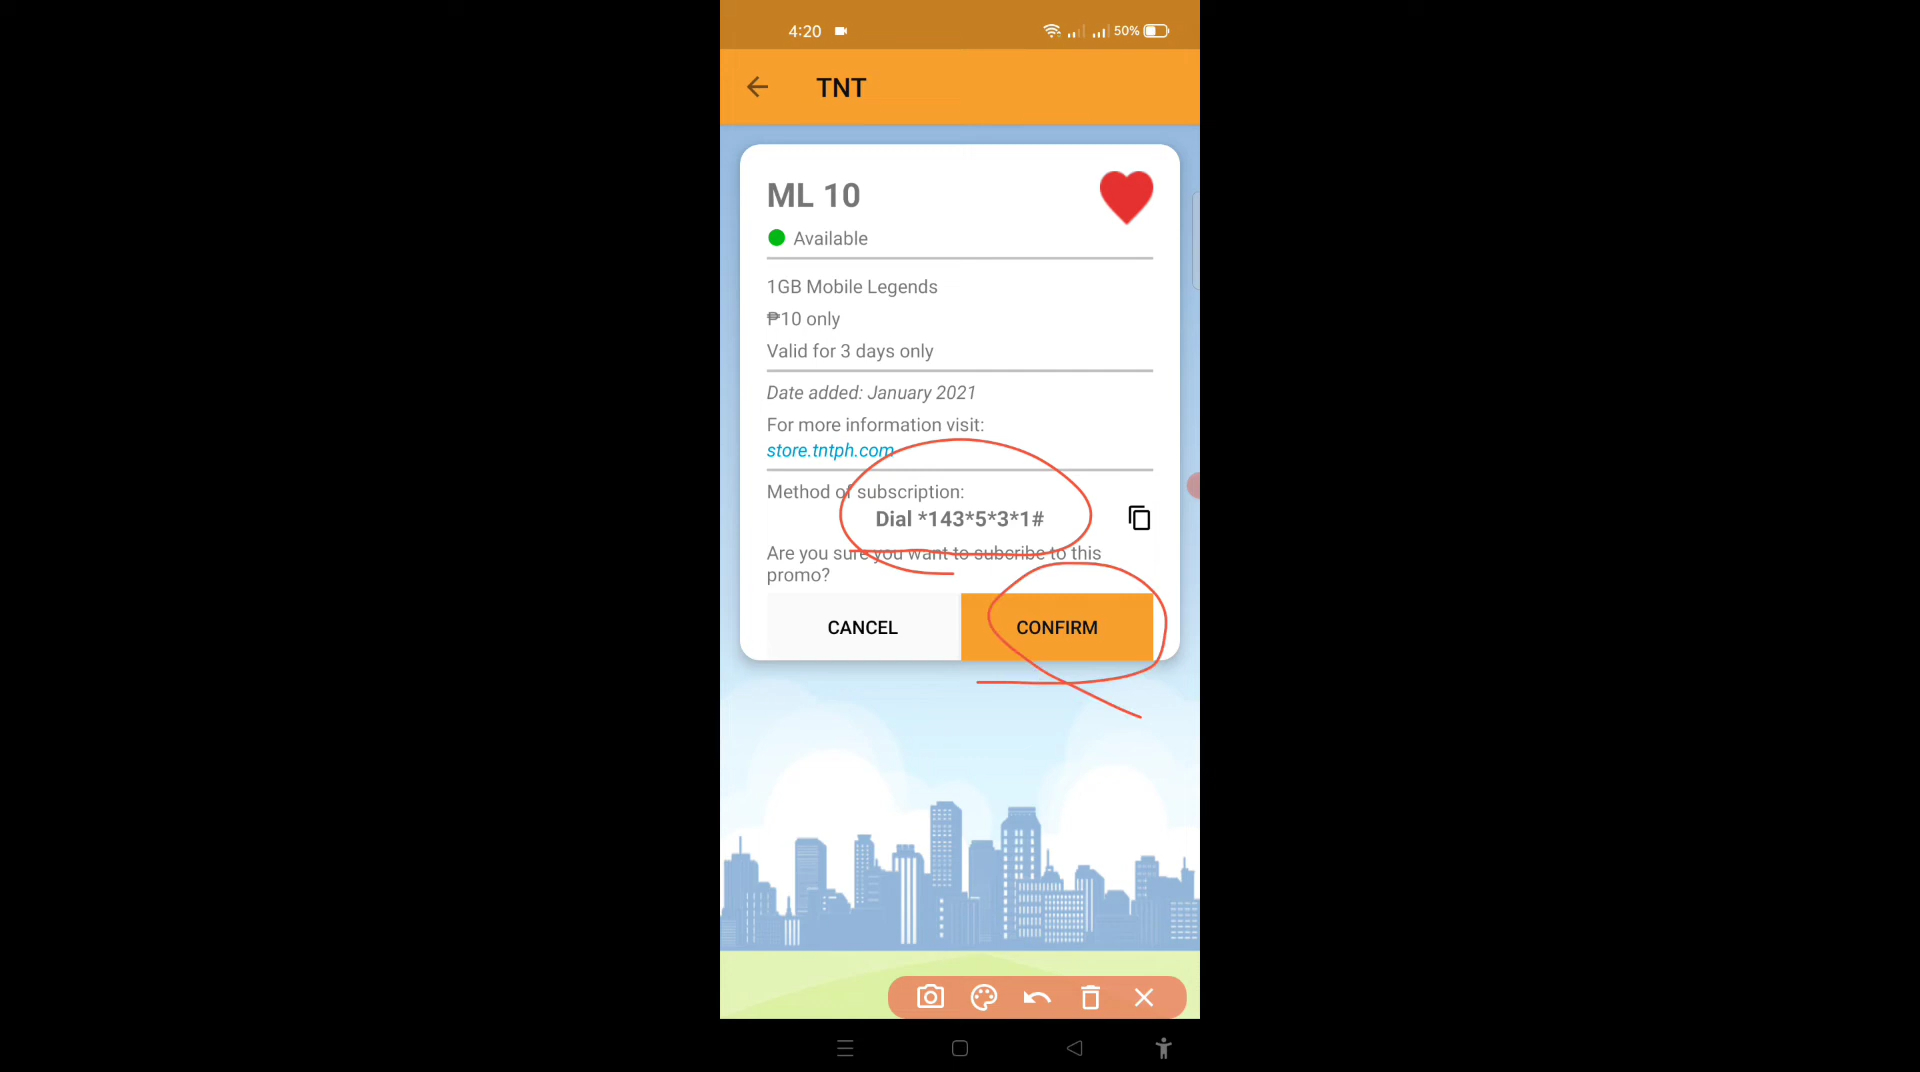 4:20 50%
TNT
ML 10
Available
1GB Mobile Legends
₱10 only
Valid for 3 days only
Date added: January 2021
For more information visit:
store.tntph.com
Method of subscription:
Dial *143*5*3*1#
Are you sure you want to subcribe to this
promo?
CANCEL CONFIRM